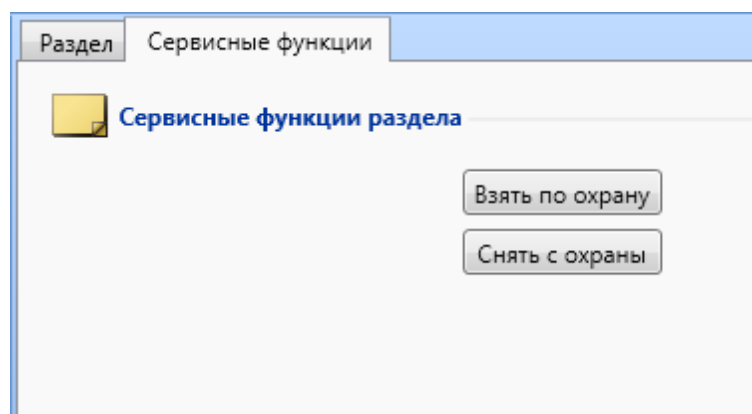 Раздел
Сервисные функции
Сервисные функции раздела
Взять по охрану
Снять с охраны